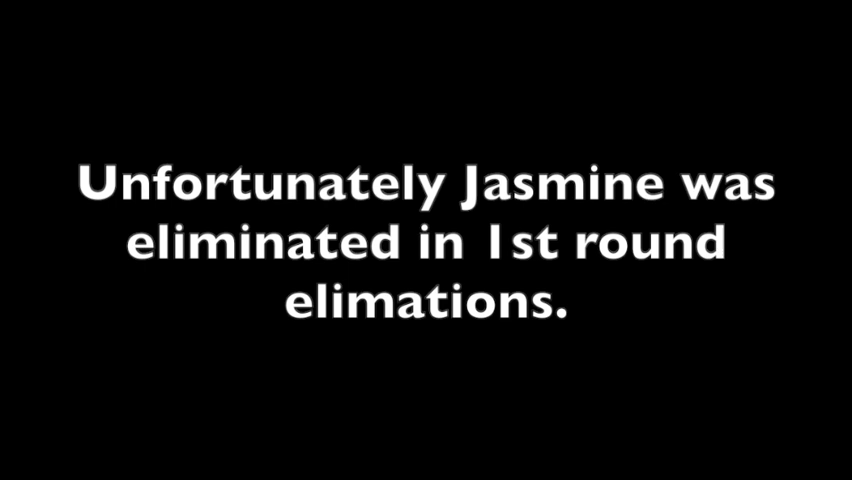 Unfortunately Jasmine was
eliminated in 1st round
elimations.